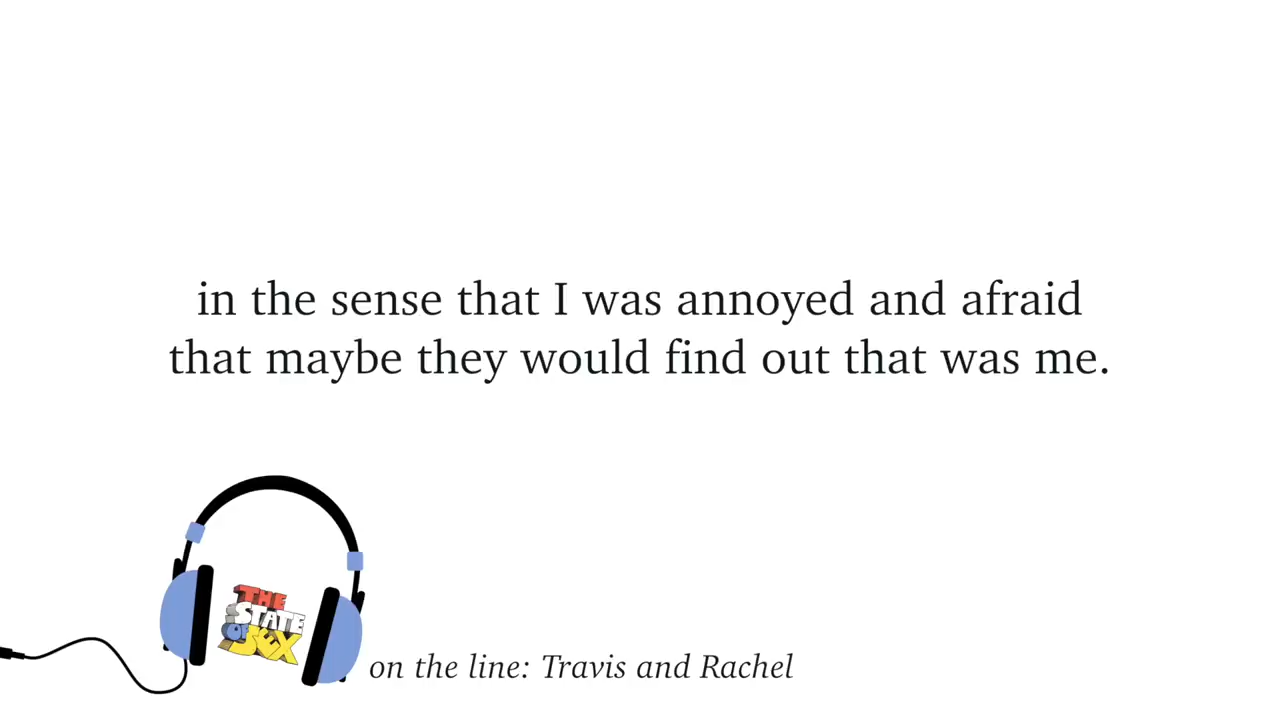 in the sense that I was annoyed and afraid
that maybe they would find out that was me.
THE
STATE
OF SEX
on the line: Travis and Rachel